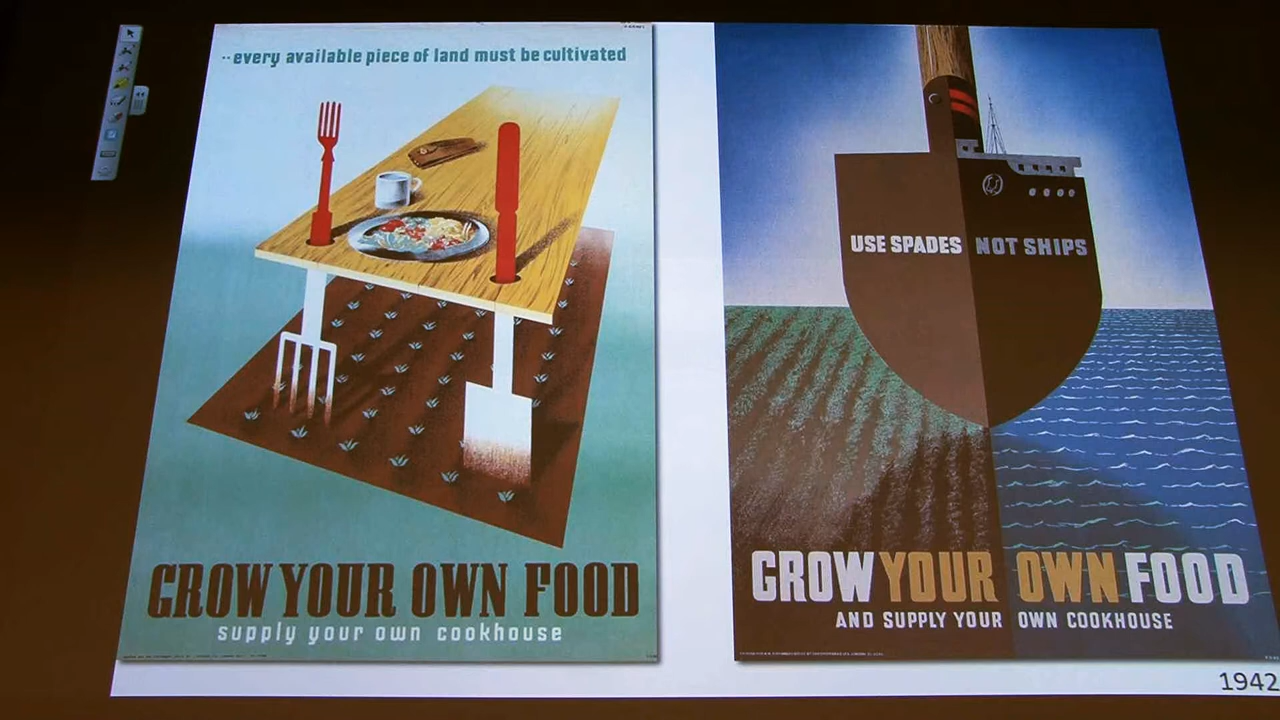 ··every available piece of land must be cultivated
GROW YOUR OWN FOOD
supply your own cookhouse
USE SPADES NOT SHIPS
GROW YOUR OWN FOOD
AND SUPPLY YOUR OWN COOKHOUSE
1942